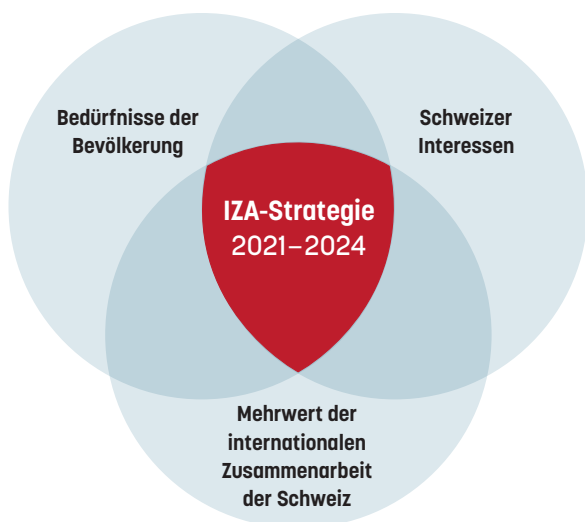 Bedürfnisse der
Bevölkerung
Schweizer
Interessen
IZA-Strategie
2021–2024
Mehrwert der
internationalen
Zusammenarbeit
der Schweiz